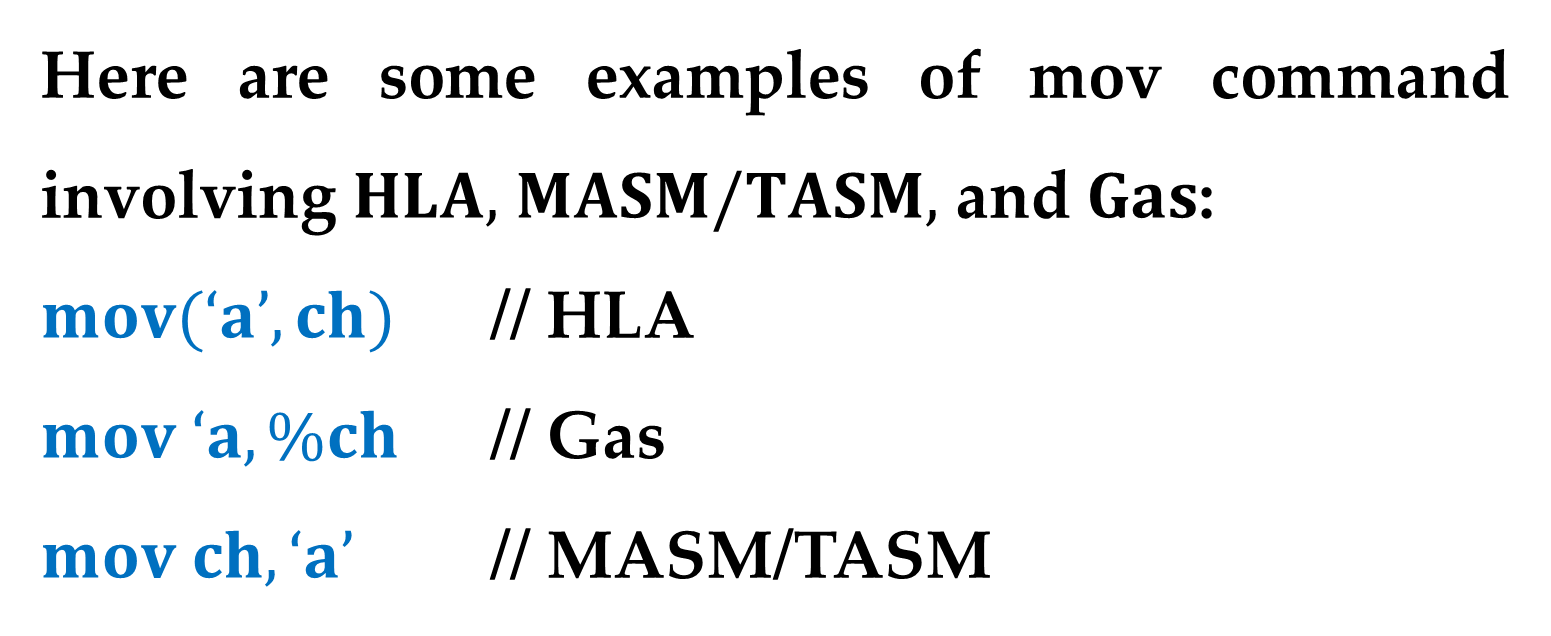 Here are some examples of mov command
involving HLA, MASM/TASM, and Gas:
mov(‘a’, ch) // HLA
mov ‘a, %ch // Gas
mov ch, ‘a’ // MASM/TASM